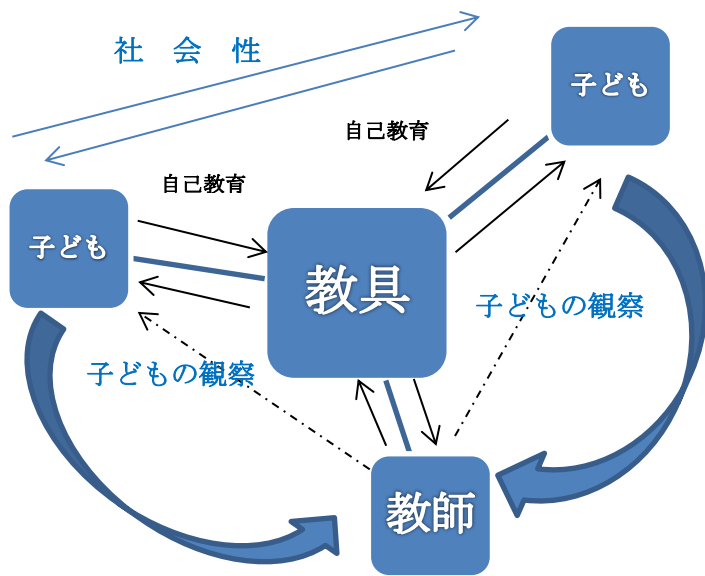 社 会 性
子ども
自己教育
自己教育
子ども
教具
子どもの観察
子どもの観察
教師